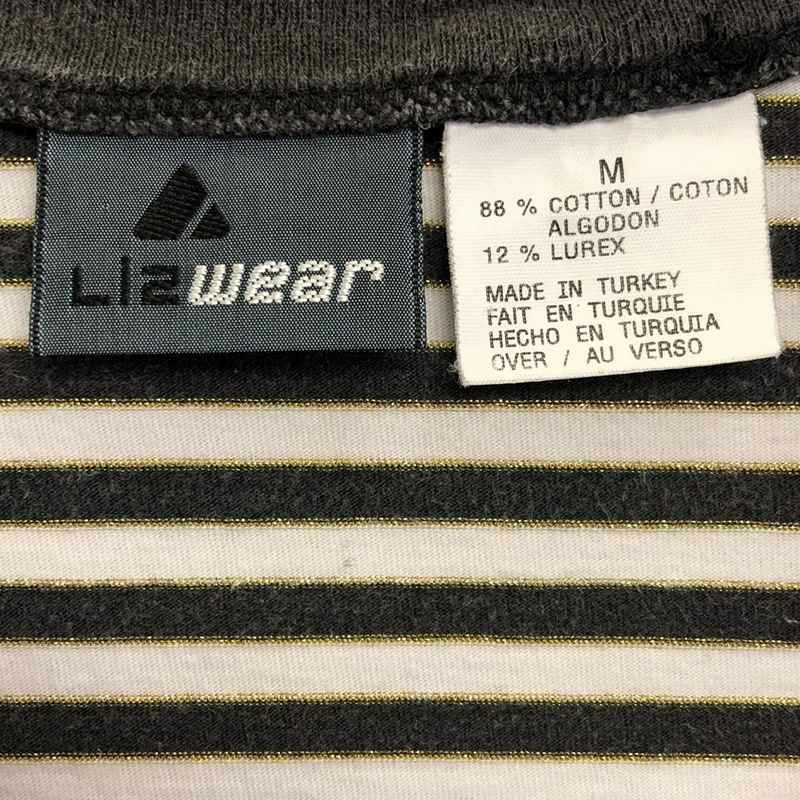 Lizwear
M
88 % COTTON / COTON
ALGODON
12 % LUREX
MADE IN TURKEY
FAIT EN TURQUIE
HECHO EN TURQUIA
OVER / AU VERSO